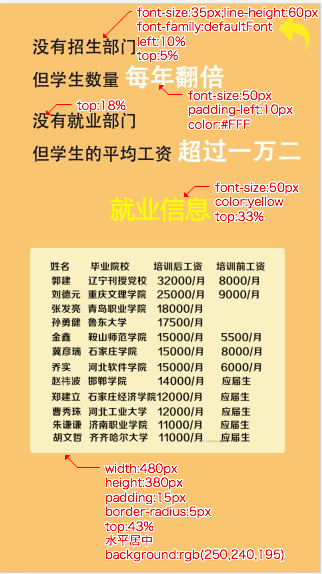 font-size:35px;line-height:60px
font-family:defaultFont
left:10%
top:5%
没有招生部门
但学生数量 每年翻倍
font-size:50px
padding-left:10px
color:#FFF
top:18%
没有就业部门
但学生的平均工资 超过一万二
font-size:50px
color:yellow
top:33%
就业信息
姓名 毕业院校 培训后工资 培训前工资
郭建 辽宁刊授党校 32000/月 8000/月
刘德元 重庆文理学院 25000/月 9000/月
张发亮 青岛职业学院 18000/月
孙勇健 鲁东大学 17500/月
金鑫 鞍山师范学院 15000/月 5500/月
冀彦瑞 石家庄学院 15000/月 8000/月
乔实 河北软件学院 15000/月 6000/月
赵祎波 邯郸学院 14000/月 应届生
郑建立 石家庄经济学院12000/月 应届生
曹秀珠 河北工业大学 12000/月 应届生
朱谦谦 济南职业学院 11000/月 应届生
胡文哲 齐齐哈尔大学 11000/月 应届生
width:480px
height:380px
padding:15px
border-radius:5px
top:43%
水平居中
background:rgb(250,240,195)